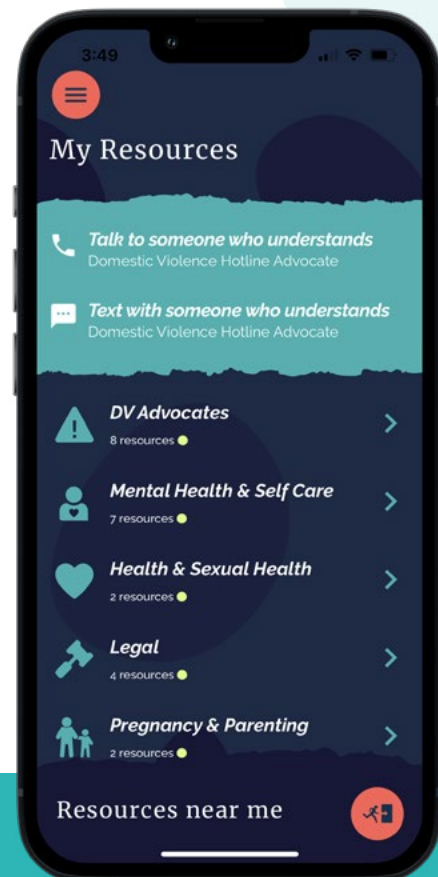 3:49
My Resources
Talk to someone who understands
Domestic Violence Hotline Advocate
Text with someone who understands
Domestic Violence Hotline Advocate
DV Advocates
8 resources
Mental Health & Self Care
7 resources
Health & Sexual Health
2 resources
Legal
4 resources
Pregnancy & Parenting
2 resources
Resources near me